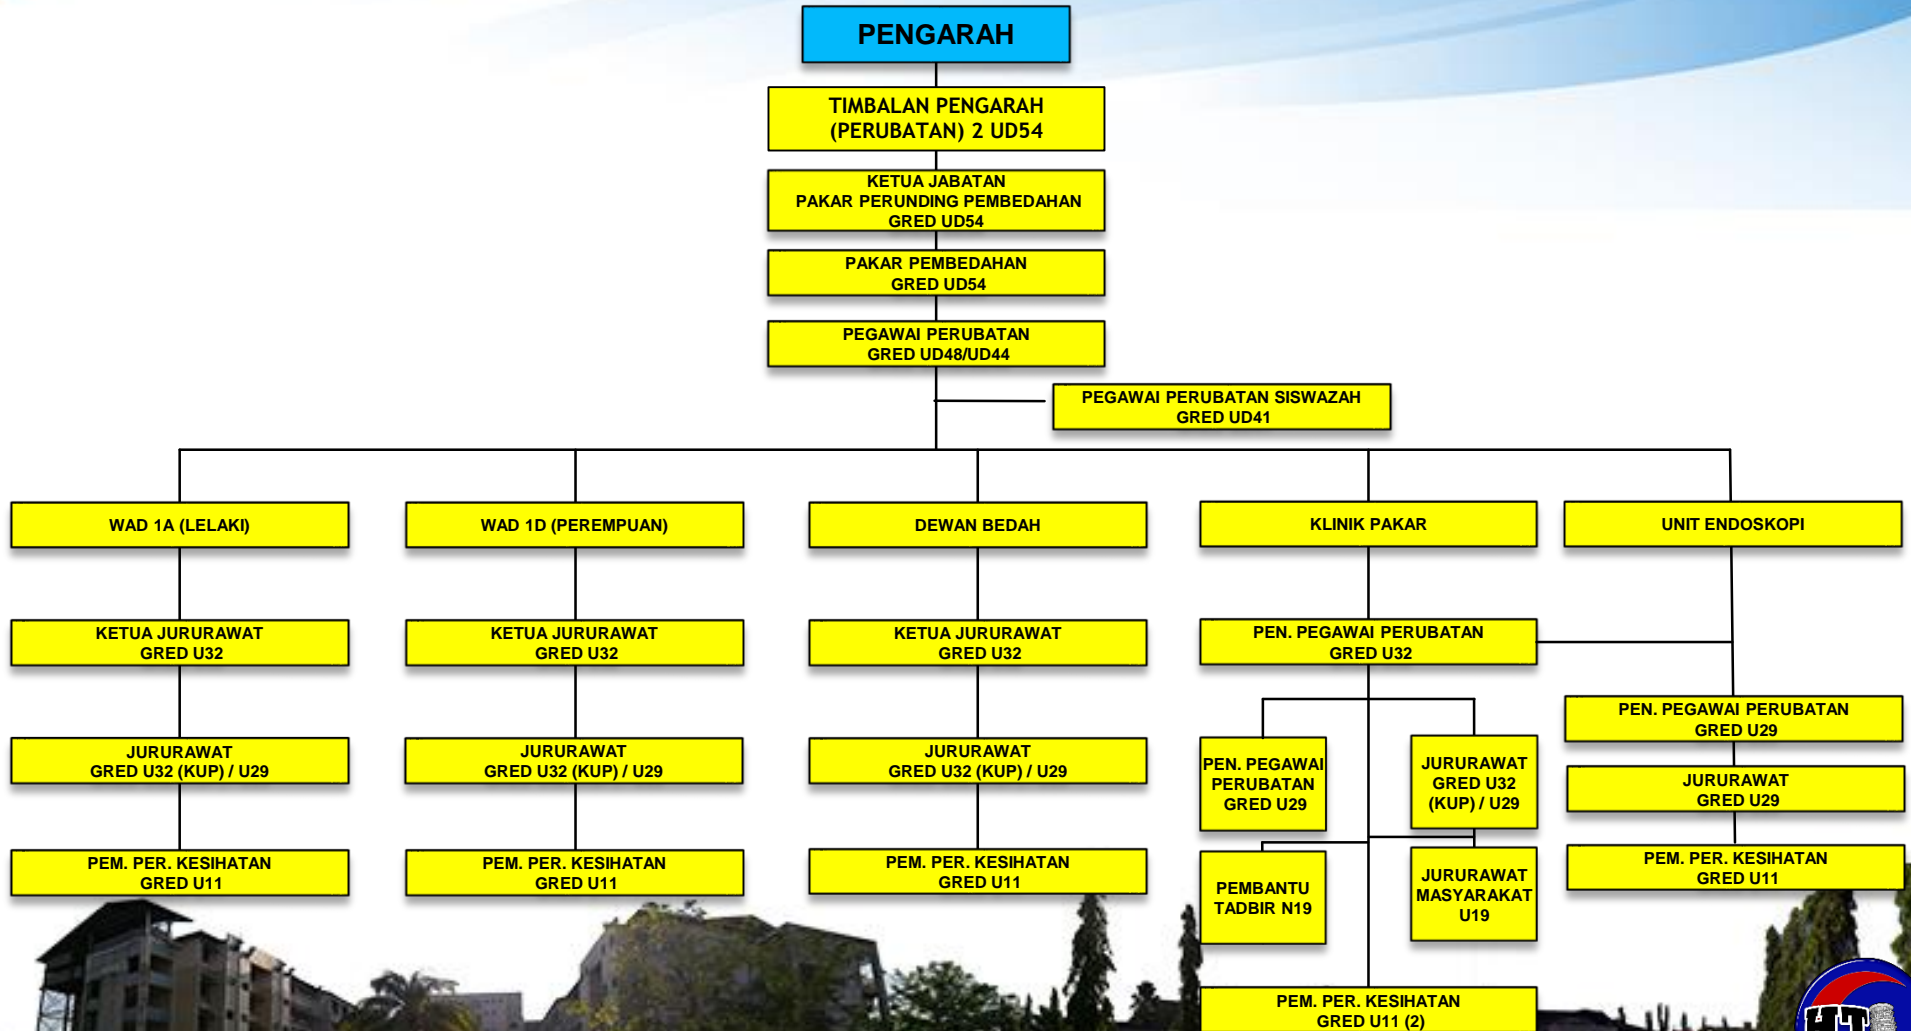 PENGARAH
TIMBALAN PENGARAH
(PERUBATAN) 2 UD54
KETUA JABATAN
PAKAR PERUNDING PEMBEDAHAN
GRED UD54
PAKAR PEMBEDAHAN
GRED UD54
PEGAWAI PERUBATAN
GRED UD48/UD44
PEGAWAI PERUBATAN SISWAZAH
GRED UD41
WAD 1A (LELAKI)
WAD 1D (PEREMPUAN)
DEWAN BEDAH
KLINIK PAKAR
UNIT ENDOSKOPI
KETUA JURURAWAT
GRED U32
KETUA JURURAWAT
GRED U32
KETUA JURURAWAT
GRED U32
PEN. PEGAWAI PERUBATAN
GRED U32
PEN. PEGAWAI PERUBATAN
GRED U29
JURURAWAT
GRED U32 (KUP) / U29
JURURAWAT
GRED U32 (KUP) / U29
JURURAWAT
GRED U32 (KUP) / U29
PEN. PEGAWAI
PERUBATAN
GRED U29
JURURAWAT
GRED U32
(KUP) / U29
JURURAWAT
GRED U29
PEM. PER. KESIHATAN
GRED U11
PEM. PER. KESIHATAN
GRED U11
PEM. PER. KESIHATAN
GRED U11
PEMBANTU
TADBIR N19
JURURAWAT
MASYARAKAT
U19
PEM. PER. KESIHATAN
GRED U11
PEM. PER. KESIHATAN
GRED U11 (2)